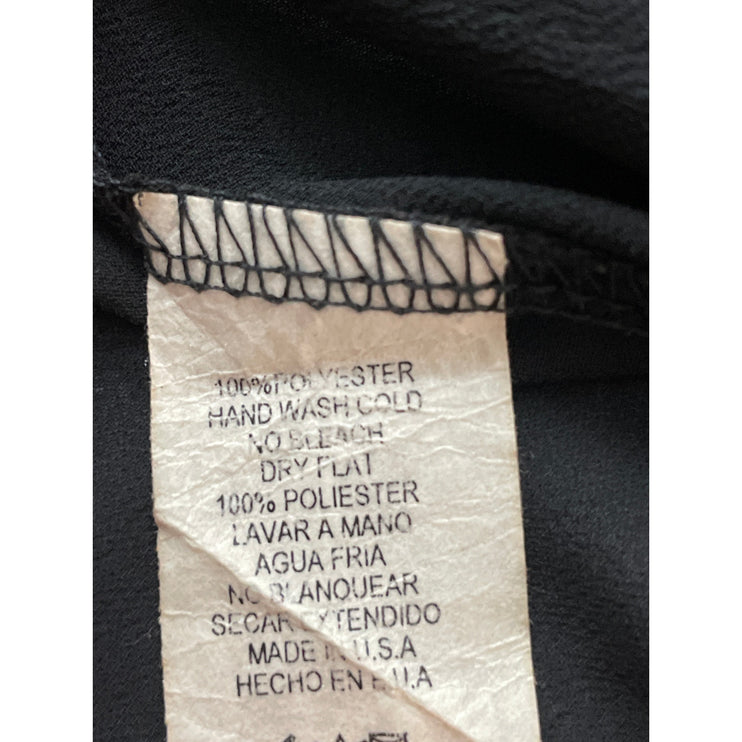 100%POLYESTER
HAND WASH COLD
NO BLEACH
DRY FLAT
100% POLIESTER
LAVAR A MANO
AGUA FRIA
NO BLANQUEAR
SECAR EXTENDIDO
MADE IN U.S.A
HECHO EN E.U.A